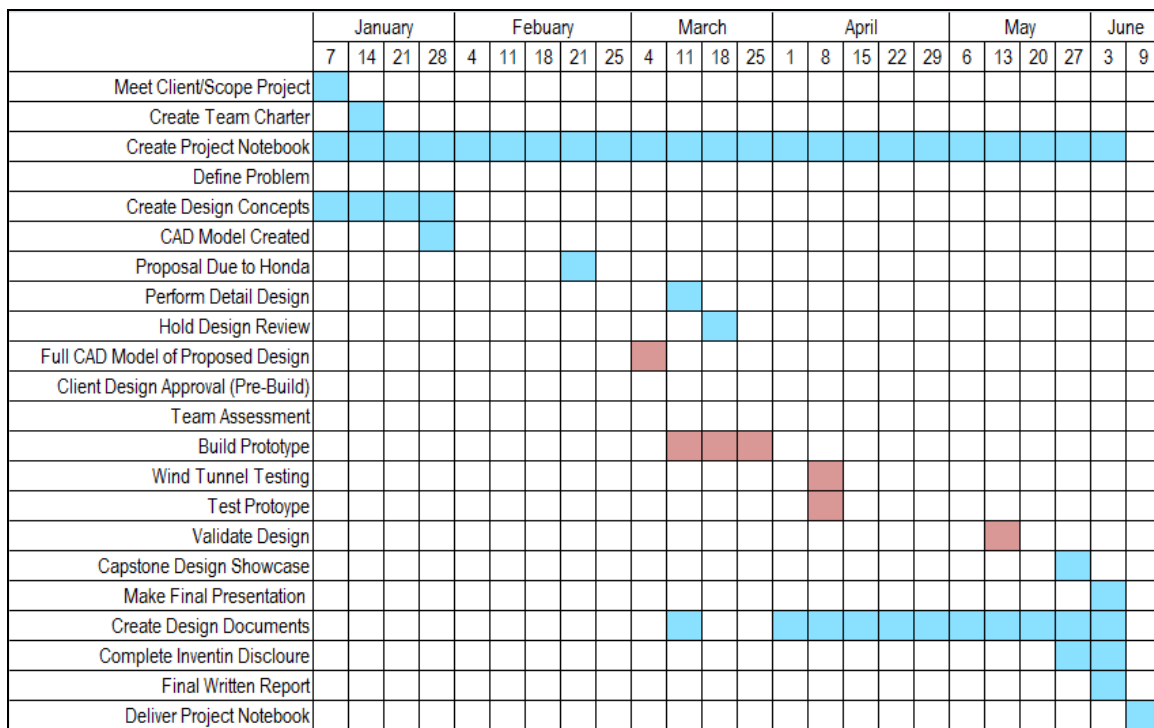 January Febuary March April May June
7 14 21 28 4 11 18 21 25 4 11 18 25 1 8 15 22 29 6 13 20 27 3 9
Meet Client/Scope Project
Create Team Charter
Create Project Notebook
Define Problem
Create Design Concepts
CAD Model Created
Proposal Due to Honda
Perform Detail Design
Hold Design Review
Full CAD Model of Proposed Design
Client Design Approval (Pre-Build)
Team Assessment
Build Prototype
Wind Tunnel Testing
Test Protoype
Validate Design
Capstone Design Showcase
Make Final Presentation
Create Design Documents
Complete Inventin Discloure
Final Written Report
Deliver Project Notebook